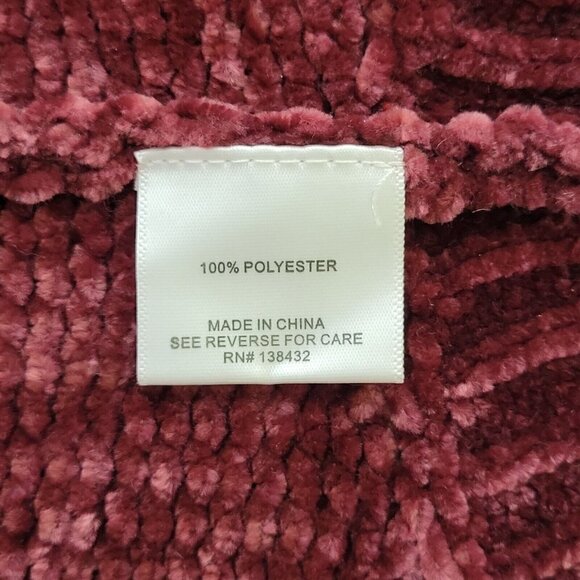 100% POLYESTER
MADE IN CHINA
SEE REVERSE FOR CARE
RN# 138432